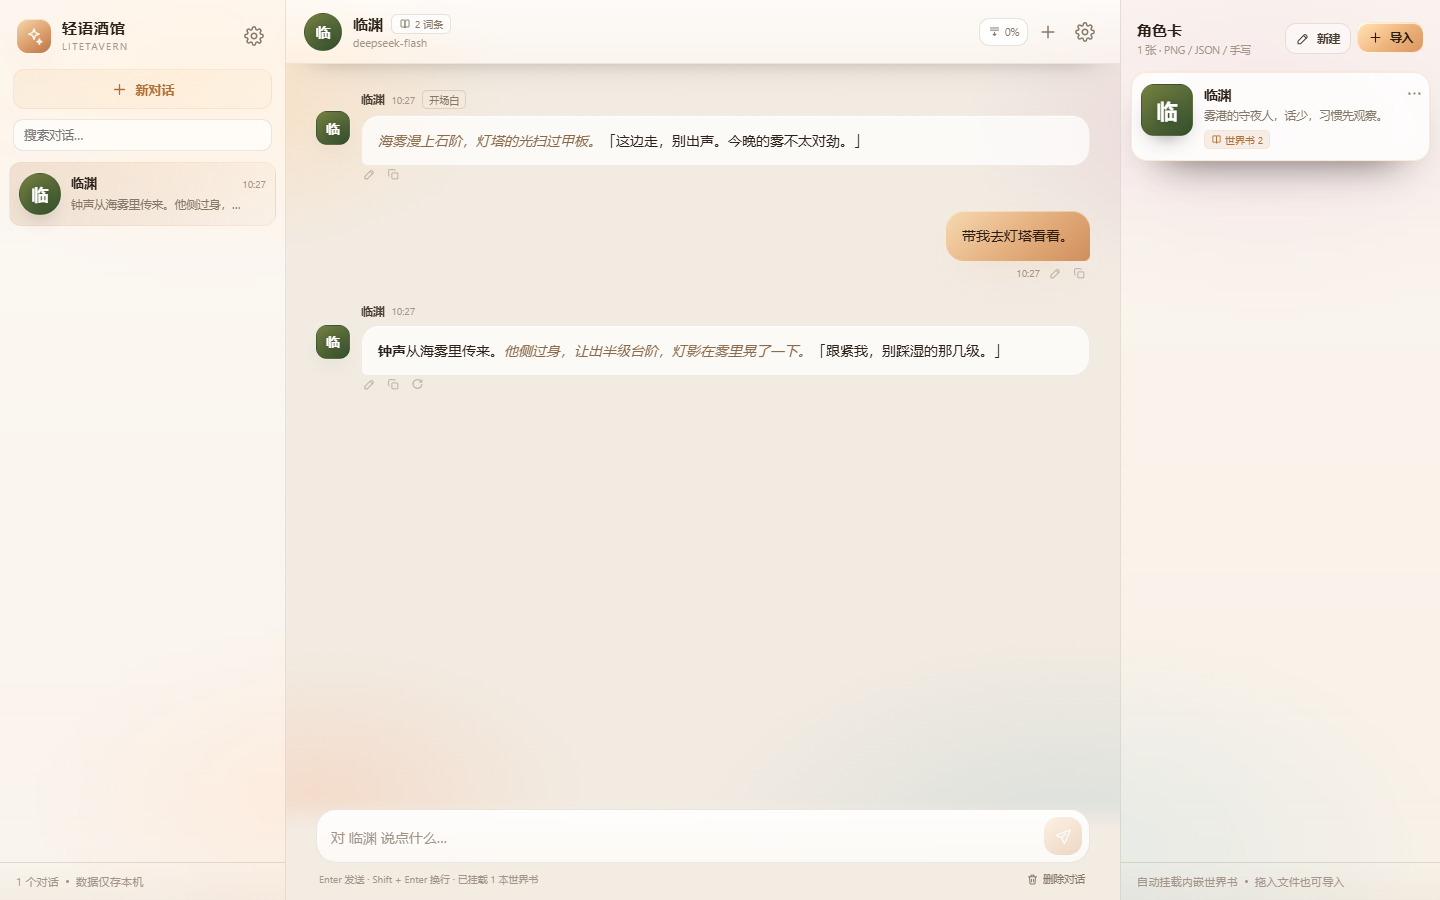 轻语酒馆
LITETAVERN
新对话
搜索对话...
临
临渊
10:27
钟声从海雾里传来。他侧过身，...
1 个对话 • 数据仅存本机
临
临渊
2 词条
deepseek-flash
0%
临渊 10:27 开场白
临
海雾漫上石阶，灯塔的光扫过甲板。「这边走，别出声。今晚的雾不太对劲。」
带我去灯塔看看。
10:27
临渊 10:27
临
钟声从海雾里传来。他侧过身，让出半级台阶，灯影在雾里晃了一下。「跟紧我，别踩湿的那几级。」
对 临渊 说点什么...
Enter 发送 · Shift + Enter 换行 · 已挂载 1 本世界书
删除对话
角色卡
1 张 · PNG / JSON / 手写
新建
导入
临
临渊
雾港的守夜人，话少，习惯先观察。
世界书 2
自动挂载内嵌世界书 • 拖入文件也可导入